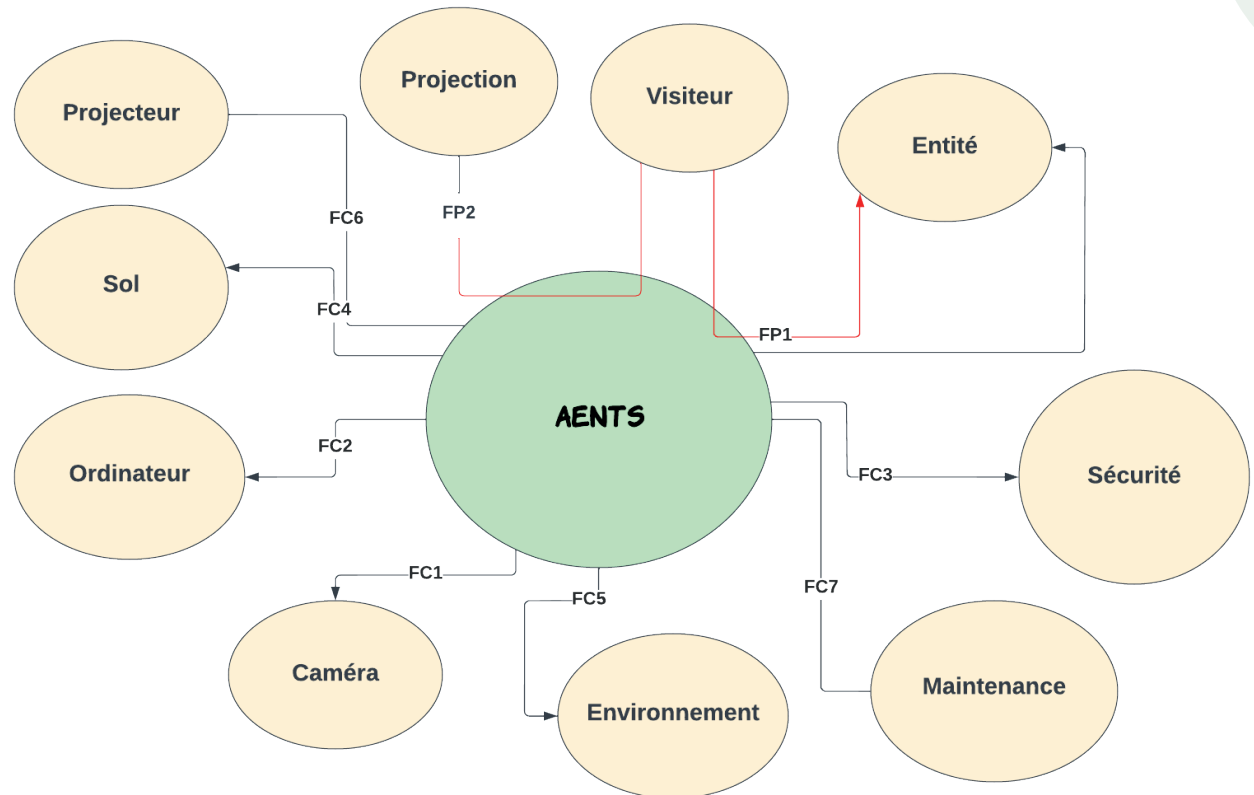 Projecteur
Projection
Visiteur
Entité
FC6
FP2
Sol
FC4
FP1
AENTS
Ordinateur
FC2
FC3
Sécurité
FC1
FC5
FC7
Caméra
Environnement
Maintenance